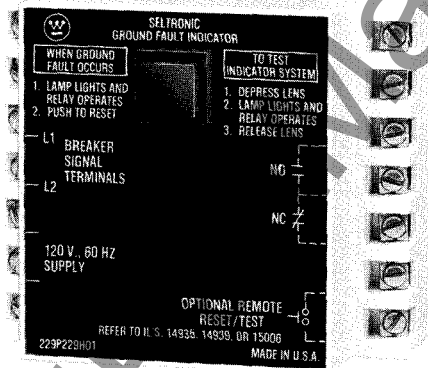 SELTRONIC
GROUND FAULT INDICATOR
WHEN GROUND
FAULT OCCURS
1. LAMP LIGHTS AND
RELAY OPERATES
2. PUSH TO RESET
TO TEST
INDICATOR SYSTEM
1. DEPRESS LENS
2. LAMP LIGHTS AND
RELAY OPERATES
3. RELEASE LENS
L1
BREAKER
SIGNAL
TERMINALS
L2
NO
NC
120 V., 60 HZ
SUPPLY
OPTIONAL REMOTE
RESET/TEST
REFER TO IL'S. 14935, 14939, OR 15006
229P229H01
MADE IN U.S.A.